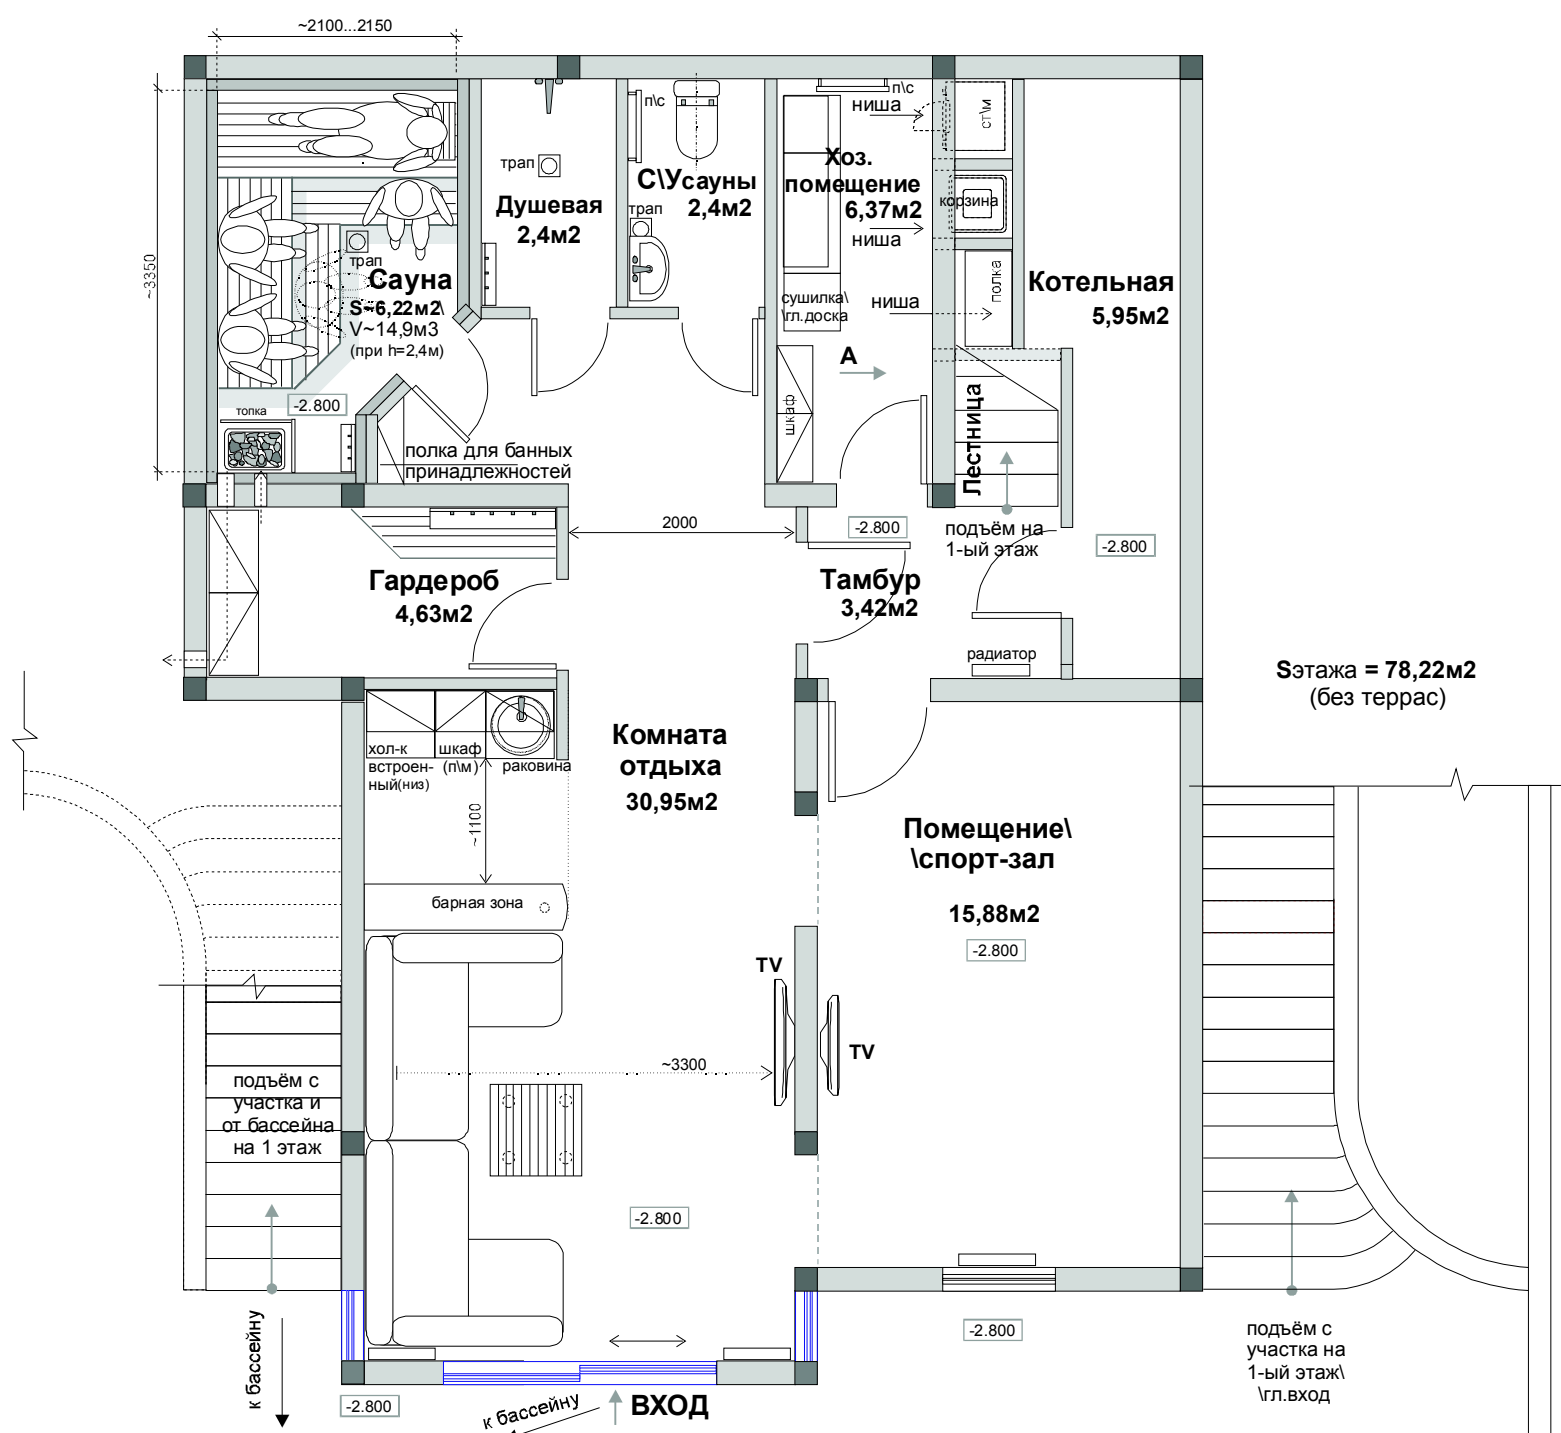 ~2100...2150
~3350
трап
Сауна
S~6,22м2\
V~14,9м3
(при h=2,4м)
-2.800
топка
трап
Душевая
2,4м2
п\с
С\Усауны
2,4м2
трап
п\с
ниша
Хоз.
помещение
6,37м2
ниша
сушилка\
\гл.доска
ниша
А
шкаф
ст\м
корзина
полка
Котельная
5,95м2
Лестница
полка для банных
принадлежностей
2000
-2.800
подъём на
1-ый этаж
-2.800
Гардероб
4,63м2
Тамбур
3,42м2
радиатор
Sэтажа = 78,22м2
(без террас)
Комната
отдыха
30,95м2
хол-к
встроен-
ный(низ)
шкаф
(п\м)
раковина
~1100
барная зона
Помещение\
\спорт-зал
15,88м2
-2.800
TV
TV
~3300
подъём с
участка и
от бассейна
на 1 этаж
-2.800
к бассейну
-2.800
к бассейну
ВХОД
-2.800
подъём с
участка на
1-ый этаж\
\гл.вход